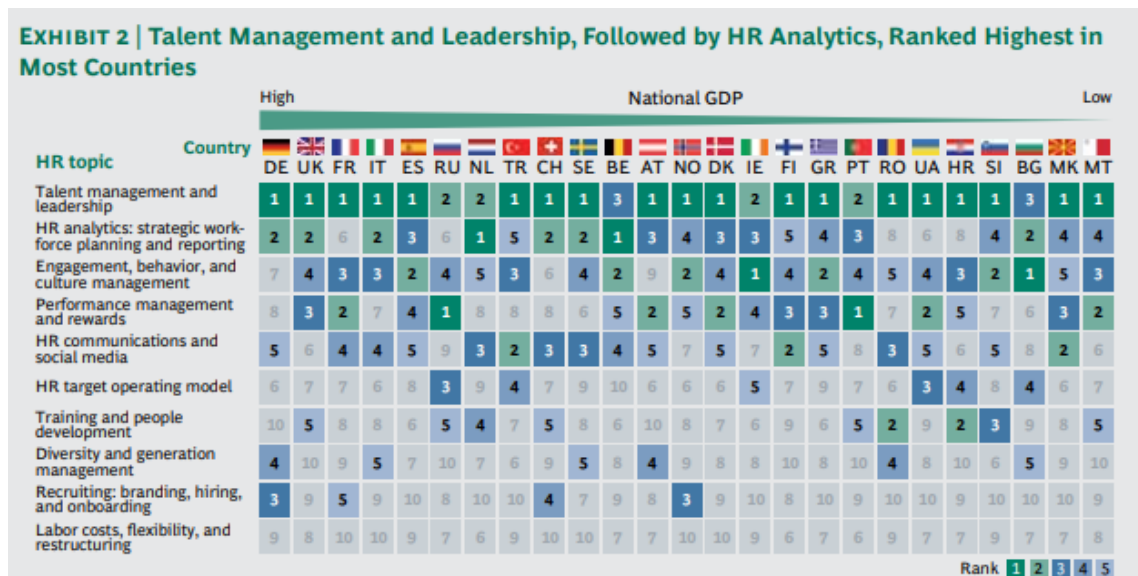 EXHIBIT 2 | Talent Management and Leadership, Followed by HR Analytics, Ranked Highest in
Most Countries
High National GDP Low
Country
HR topic
DE UK FR IT ES RU NL TR CH SE BE AT NO DK IE FI GR PT RO UA HR SI BG MK MT
Talent management and
leadership
1 1 1 1 1 2 2 1 1 1 3 1 1 1 2 1 1 2 1 1 1 1 3 1 1
HR analytics: strategic work-
force planning and reporting
2 2 6 2 3 6 1 5 2 2 1 3 4 3 3 5 4 3 8 6 8 4 2 4 4
Engagement, behavior, and
culture management
7 4 3 3 2 4 5 3 6 4 2 9 2 4 1 4 2 4 5 4 3 2 1 5 3
Performance management
and rewards
8 3 2 7 4 1 8 8 8 6 5 2 5 2 4 3 3 1 7 2 5 7 6 3 2
HR communications and
social media
5 6 4 4 5 9 3 2 3 3 4 5 7 5 7 2 5 8 3 5 6 5 8 2 6
HR target operating model
6 7 7 6 8 3 9 4 7 9 10 6 6 6 5 7 9 7 6 3 4 8 4 6 7
Training and people
development
10 5 8 8 6 5 4 7 5 8 6 10 8 7 6 9 6 5 2 9 2 3 9 8 5
Diversity and generation
management
4 10 9 5 7 10 7 6 9 5 8 4 9 8 8 10 8 10 4 8 10 6 5 9 10
Recruiting: branding, hiring,
and onboarding
3 9 5 9 10 8 10 10 4 7 9 8 3 9 10 8 10 9 10 10 9 10 10 10 9
Labor costs, flexibility, and
restructuring
9 8 10 10 9 7 6 9 10 10 7 7 10 10 9 6 7 6 9 7 7 9 7 7 8
Rank 1 2 3 4 5